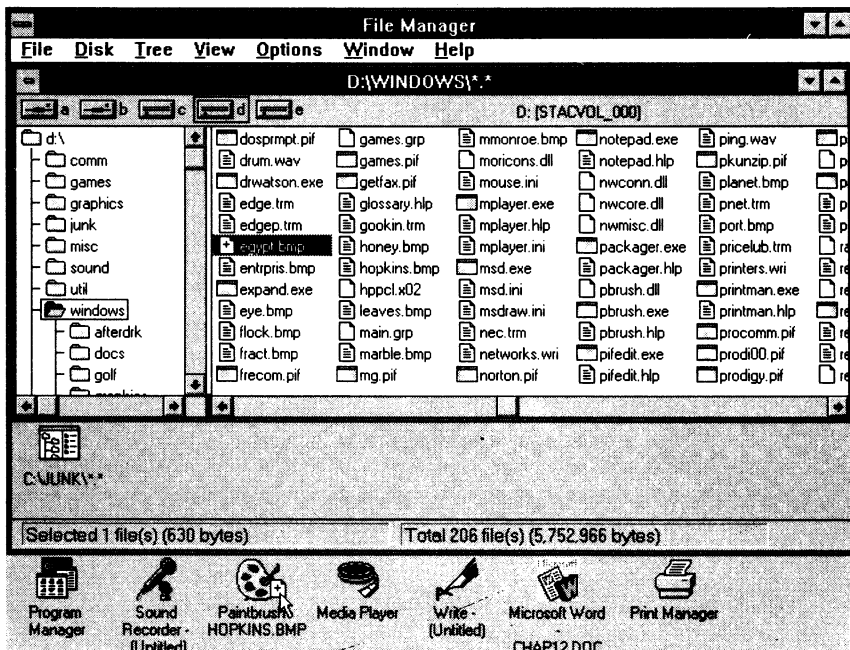 File Manager
File Disk Tree View Options Window Help
D:\WINDOWS\*.*
a b c d e D: [STACVOL_000]
d:\
comm
games
graphics
junk
misc
sound
util
windows
afterdrk
docs
golf
dosprmpt.pif games.grp mmonroe.bmp notepad.exe ping.wav
drum.wav games.pif moricons.dll notepad.hlp pkunzip.pif
drwatson.exe getfax.pif mouse.ini nwconn.dll planet.bmp
edge.trm glossary.hlp mplayer.exe nwcore.dll pnet.trm
edgep.trm gookin.trm mplayer.hlp nwmisc.dll port.bmp
egypt.bmp honey.bmp mplayer.ini packager.exe pricelub.trm
entrpris.bmp hopkins.bmp msd.exe packager.hlp printers.wri
expand.exe hppcl.x02 msd.ini pbrush.dll printman.exe
eye.bmp leaves.bmp msdraw.ini pbrush.exe printman.hlp
flock.bmp main.grp nec.trm pbrush.hlp procomm.pif
fract.bmp marble.bmp networks.wri pifedit.exe prodi00.pif
frecom.pif mg.pif norton.pif pifedit.hlp prodigy.pif
C:\JUNK\*.*
Selected 1 file(s) (630 bytes) Total 206 file(s) (5,752,966 bytes)
Program Sound Paintbrush Media Player Write - Microsoft Word Print Manager
Manager Recorder - HOPKINS.BMP (Untitled)
(Untitled) CHAP12.DOC